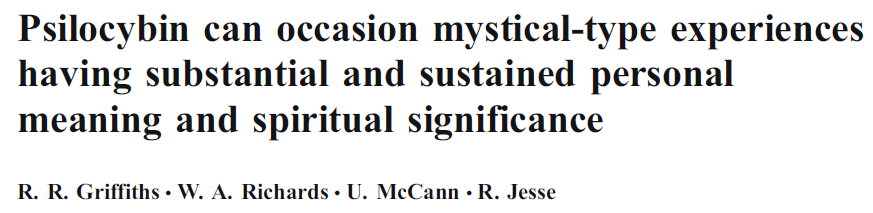 Psilocybin can occasion mystical-type experiences
having substantial and sustained personal
meaning and spiritual significance
R. R. Griffiths · W. A. Richards · U. McCann · R. Jesse